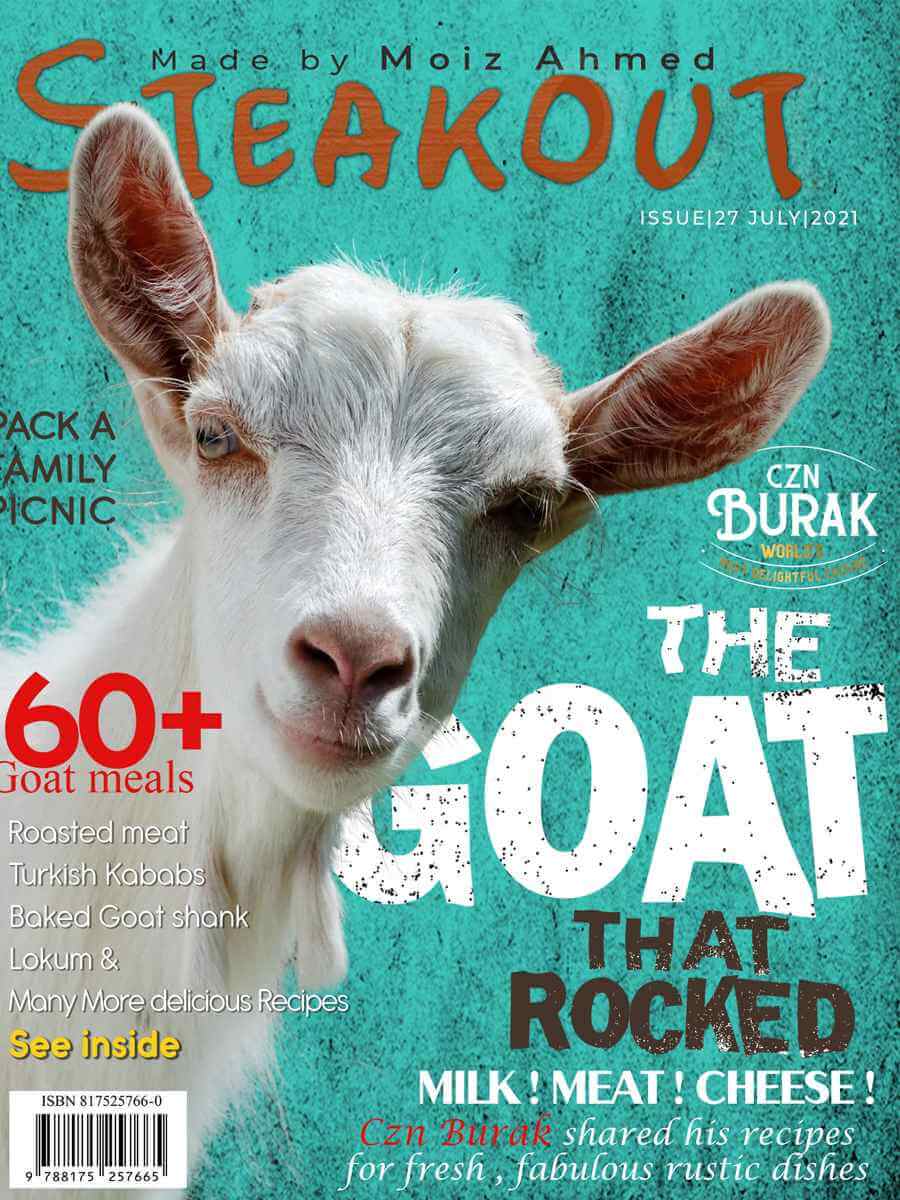 Made by Moiz Ahmed
STEAKOUT
ISSUE|27 JULY|2021
PACK A
FAMILY
PICNIC
CZN
BURAK
WORLD'S
DELIGHTFUL
THE
GOAT
THAT
ROCKED
60+
Goat meals
Roasted meat
Turkish Kababs
Baked Goat shank
Lokum &
Many More delicious Recipes
See inside
MILK ! MEAT ! CHEESE !
Czn Burak shared his recipes
for fresh , fabulous rustic dishes
ISBN 817525766-0
9 788175 257665